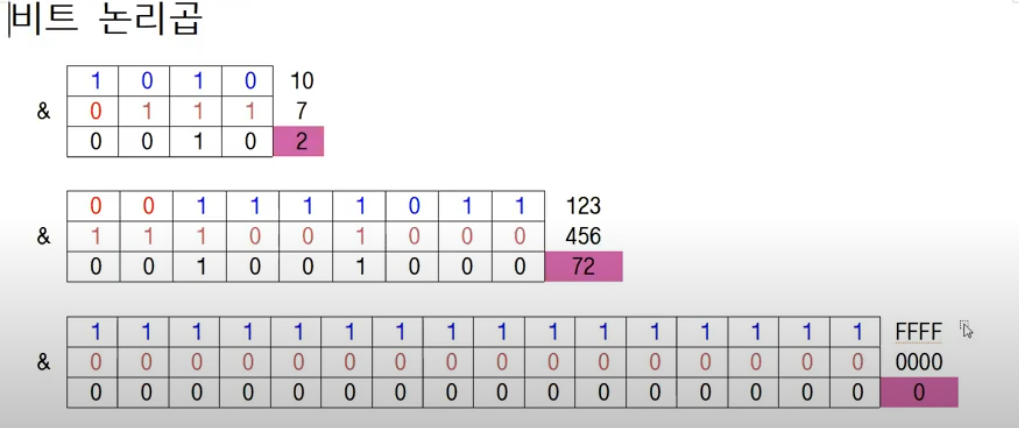 비트 논리곱
1 0 1 0 10
& 0 1 1 1 7
0 0 1 0 2
0 0 1 1 1 1 0 1 1 123
& 1 1 1 0 0 1 0 0 0 456
0 0 1 0 0 1 0 0 0 72
1 1 1 1 1 1 1 1 1 1 1 1 1 1 1 1 FFFF
& 0 0 0 0 0 0 0 0 0 0 0 0 0 0 0 0 0000
0 0 0 0 0 0 0 0 0 0 0 0 0 0 0 0 0